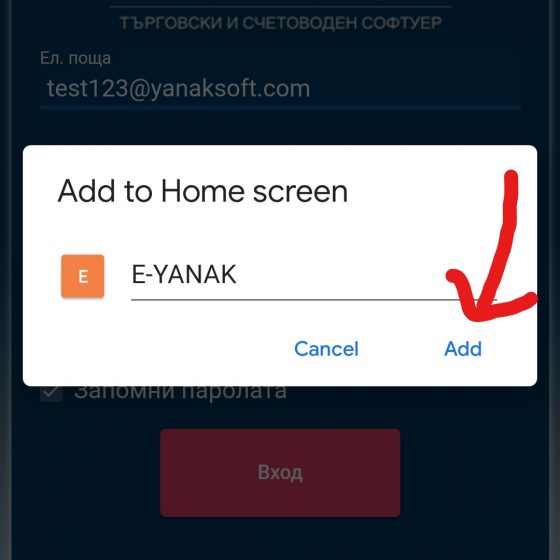 ТЪРГОВСКИ И СЧЕТОВОДЕН СОФТУЕР
Ел. поща
test123@yanaksoft.com
Add to Home screen
E
E-YANAK
Cancel
Add
Запомни паролата
Вход